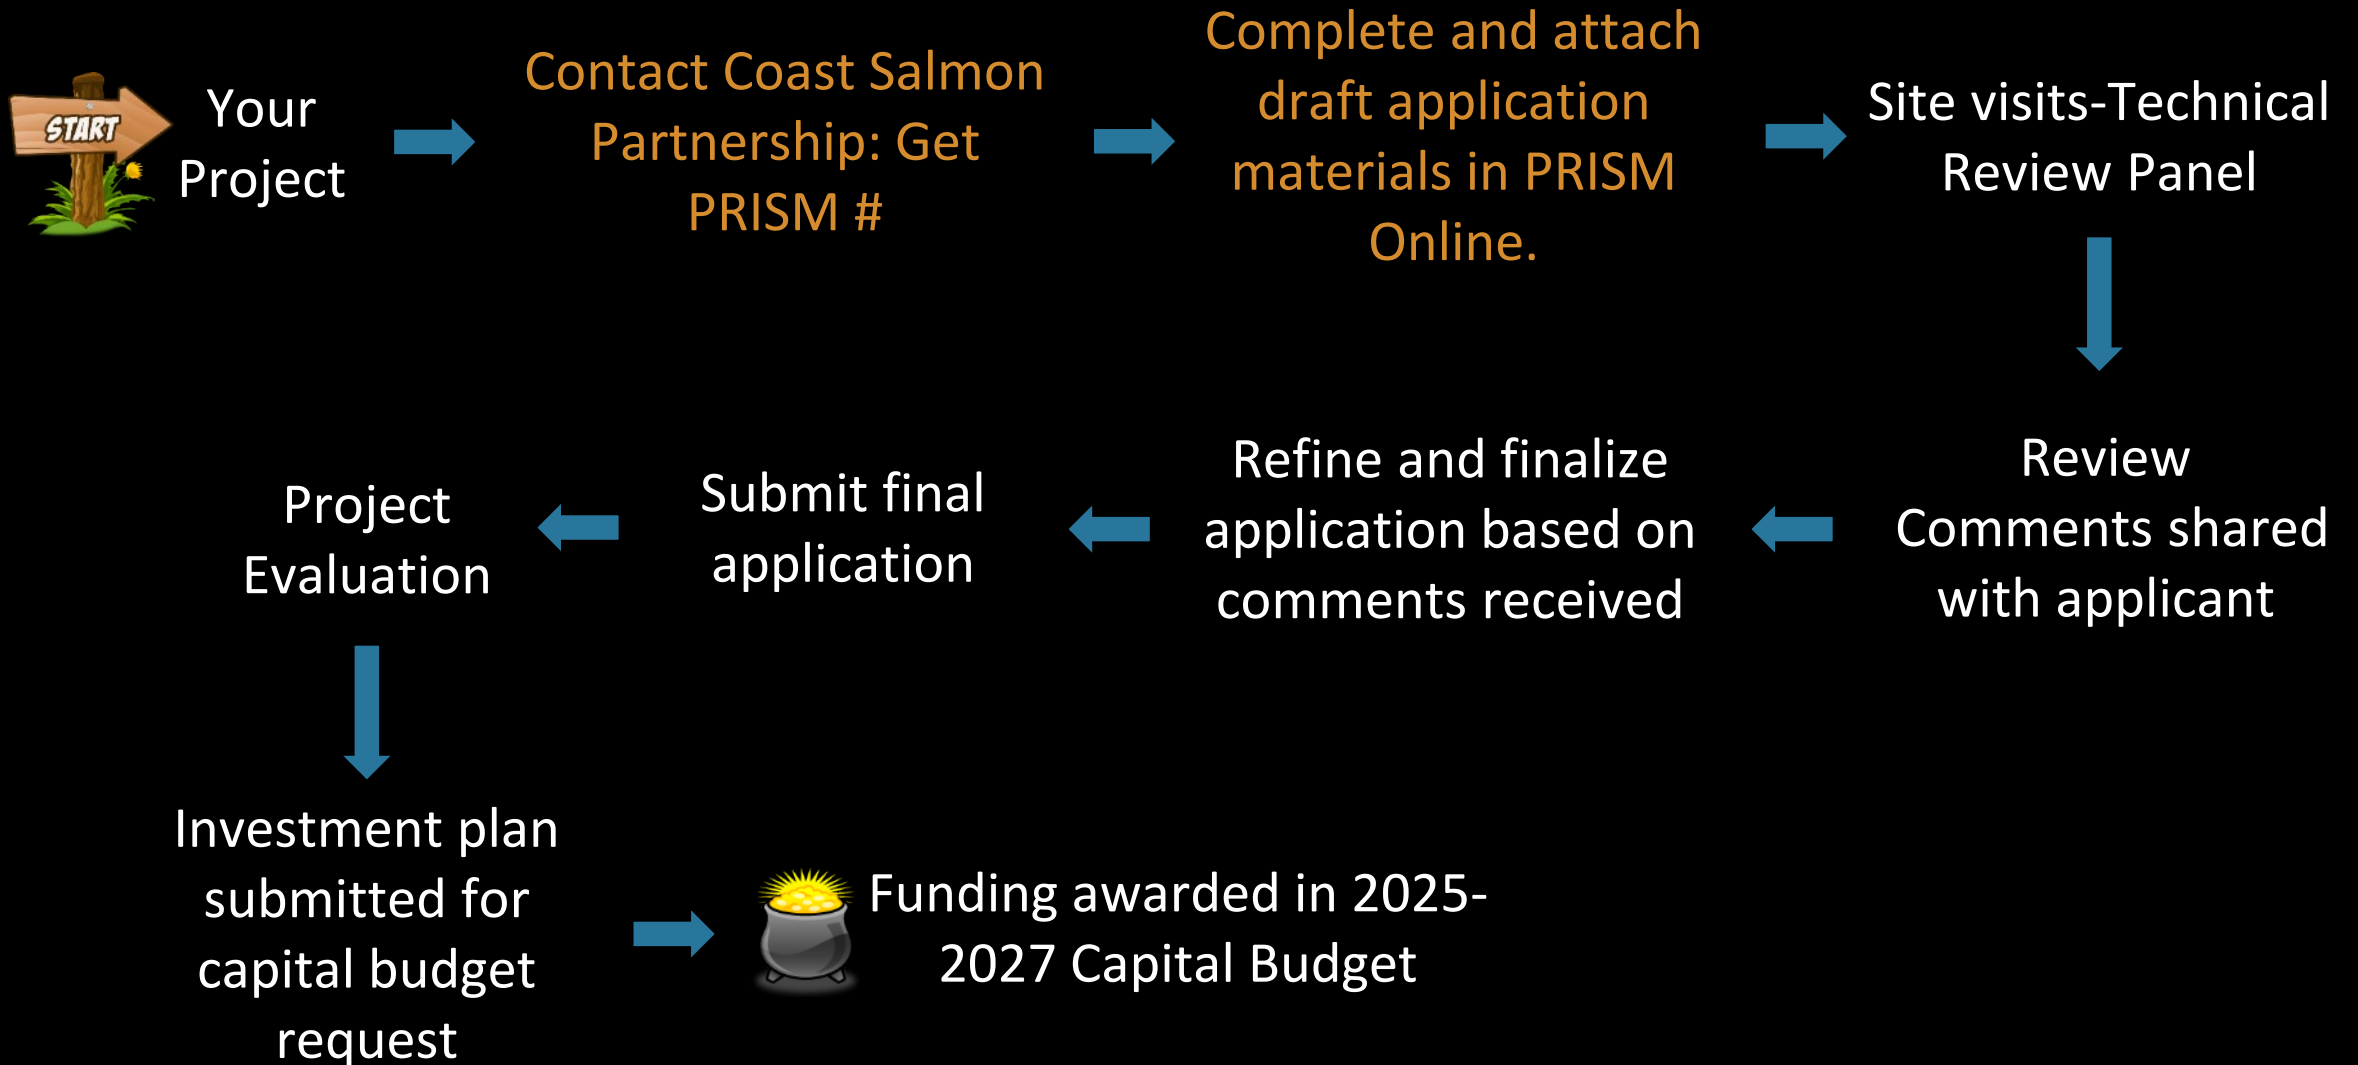 START
Your
Project
Contact Coast Salmon
Partnership: Get
PRISM #
Complete and attach
draft application
materials in PRISM
Online.
Site visits-Technical
Review Panel
Review
Comments shared
with applicant
Refine and finalize
application based on
comments received
Submit final
application
Project
Evaluation
Investment plan
submitted for
capital budget
request
Funding awarded in 2025-
2027 Capital Budget